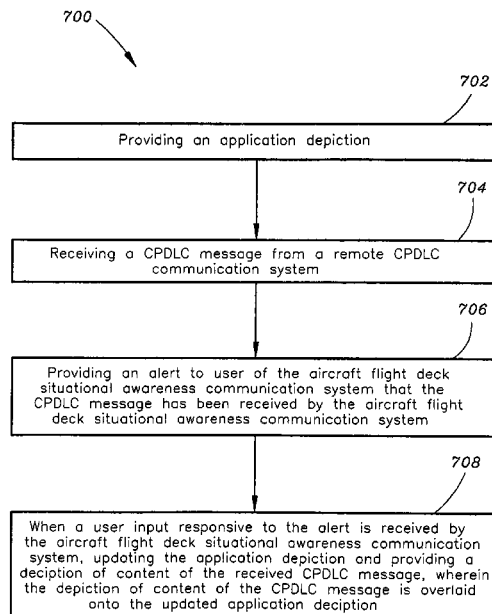 700
702
Providing an application depiction
704
Receiving a CPDLC message from a remote CPDLC
communication system
706
Providing an alert to user of the aircraft flight deck
situational awareness communication system that the
CPDLC message has been received by the aircraft flight
deck situational awareness communication system
708
When a user input responsive to the alert is received by
the aircraft flight deck situational awareness communication
system, updating the application depiction and providing a
deciption of content of the received CPDLC message, wherein
the depiction of content of the CPDLC message is overlaid
onto the updated application deciption